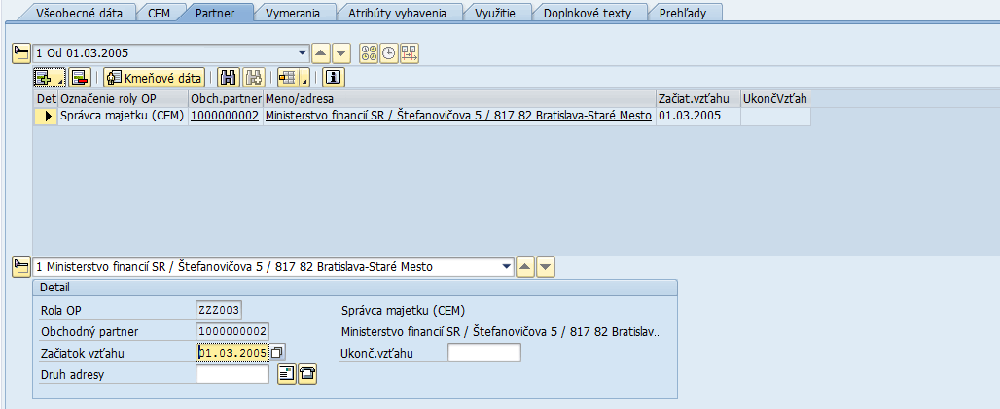 Všeobecné dáta CEM Partner Vymerania Atribúty vybavenia Využitie Doplnkové texty Prehľady
1 Od 01.03.2005
Kmeňové dáta
Det Označenie roly OP Obch.partner Meno/adresa Začiat.vzťahu UkončVzťah
Správca majetku (CEM) 1000000002 Ministerstvo financií SR / Štefanovičova 5 / 817 82 Bratislava-Staré Mesto 01.03.2005
1 Ministerstvo financií SR / Štefanovičova 5 / 817 82 Bratislava-Staré Mesto
Detail
Rola OP ZZZ003 Správca majetku (CEM)
Obchodný partner 1000000002 Ministerstvo financií SR / Štefanovičova 5 / 817 82 Bratislav...
Začiatok vzťahu 01.03.2005 Ukonč.vzťahu
Druh adresy